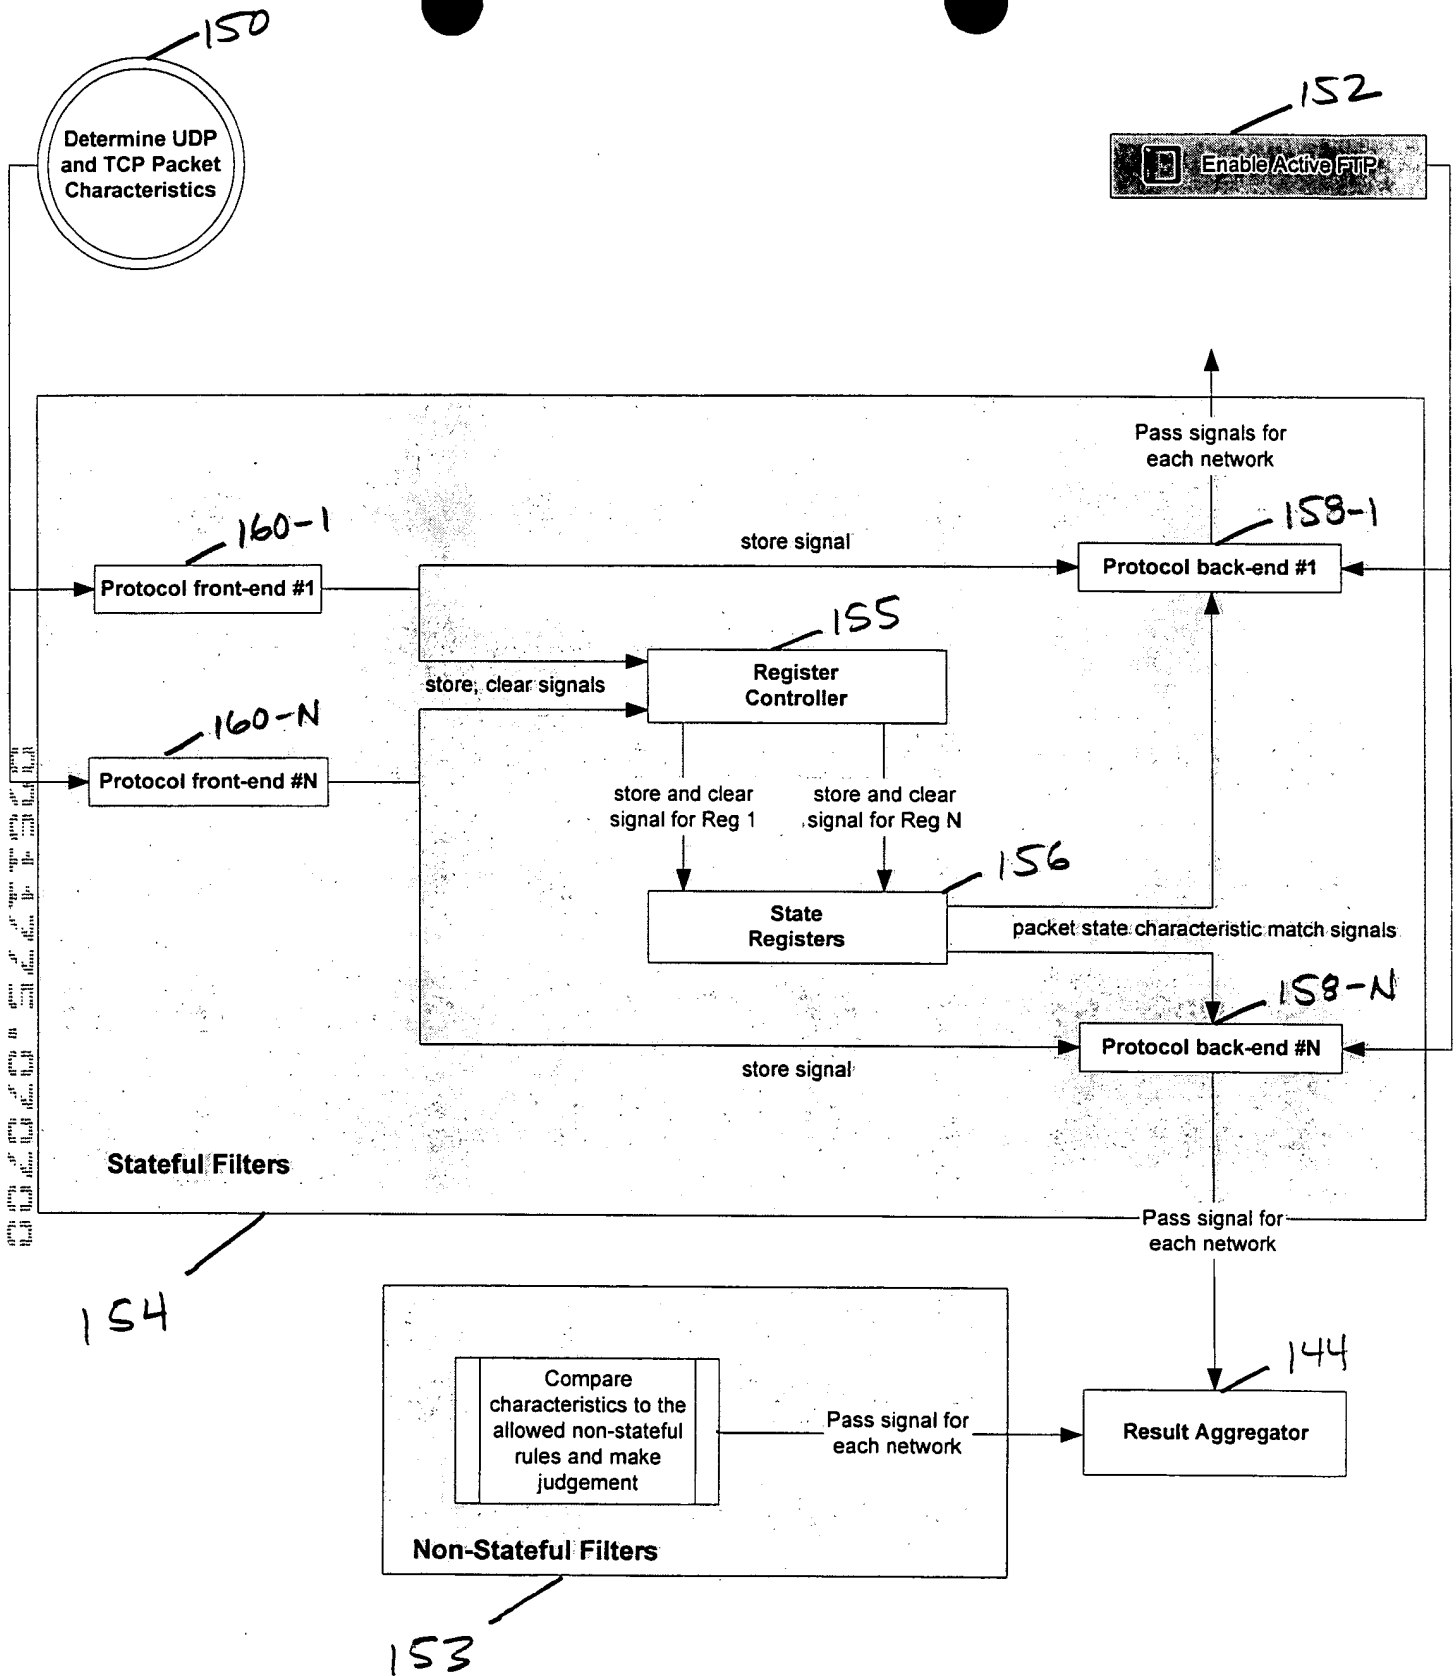 150
152
Determine UDP
and TCP Packet
Characteristics
Enable Active FTP
Pass signals for
each network
160-1
158-1
store signal
Protocol front-end #1
Protocol back-end #1
155
Register
Controller
store, clear signals
160-N
Protocol front-end #N
store and clear
signal for Reg 1
store and clear
signal for Reg N
156
State
Registers
packet state characteristic match signals
158-N
Protocol back-end #N
store signal
Stateful Filters
Pass signal for
each network
154
144
Compare
characteristics to the
allowed non-stateful
rules and make
judgement
Pass signal for
each network
Result Aggregator
Non-Stateful Filters
153